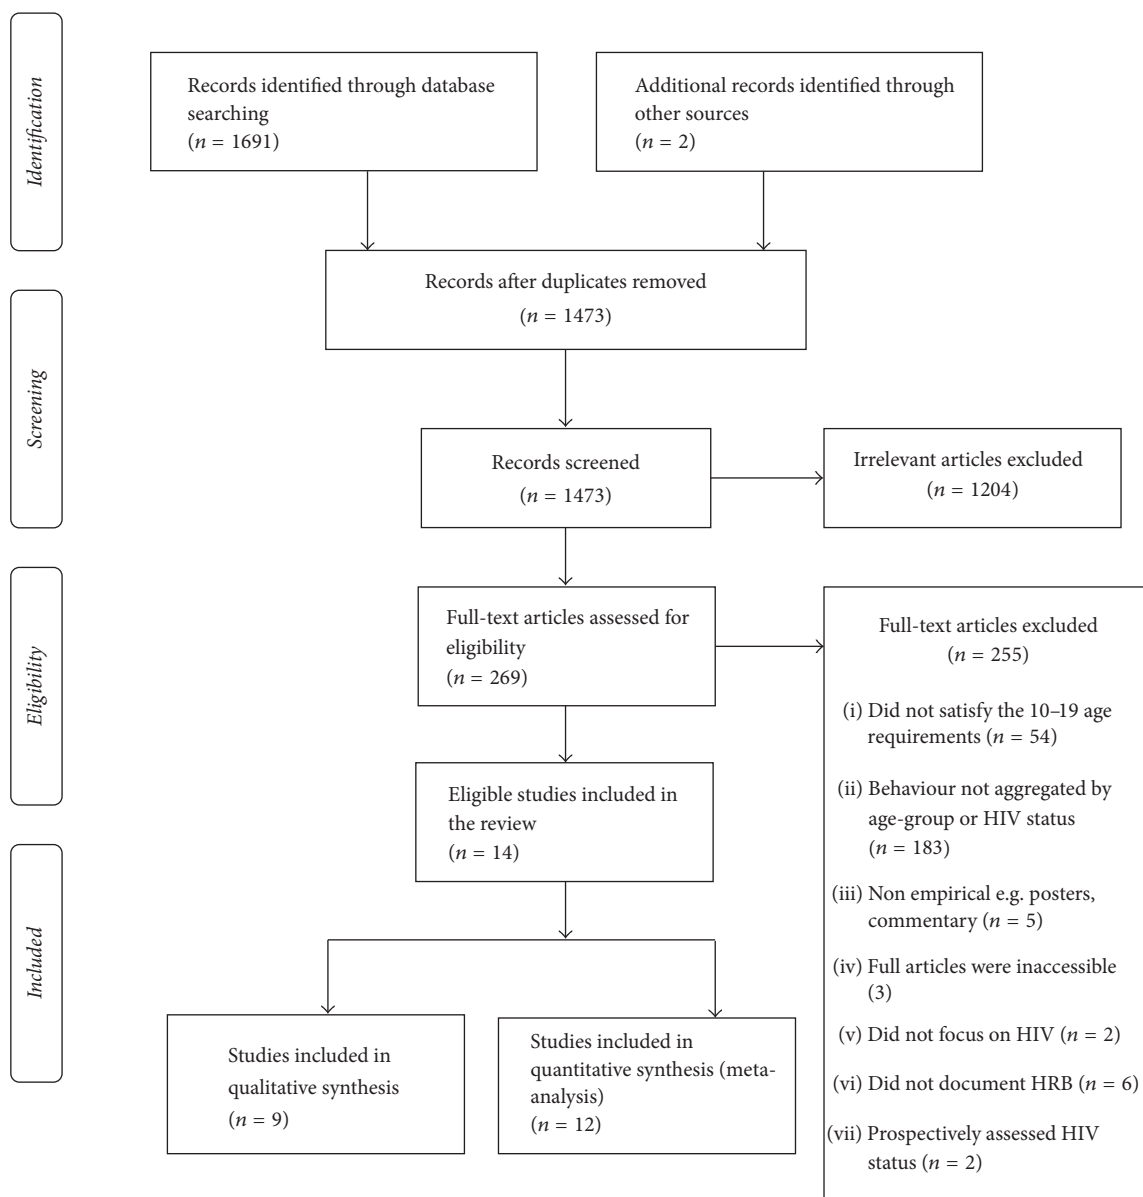 Identification
Records identified through database
searching
(n = 1691)
Additional records identified through
other sources
(n = 2)
Records after duplicates removed
(n = 1473)
Screening
Records screened
(n = 1473)
Irrelevant articles excluded
(n = 1204)
Eligibility
Full-text articles assessed for
eligibility
(n = 269)
Full-text articles excluded
(n = 255)
(i) Did not satisfy the 10–19 age
requirements (n = 54)
(ii) Behaviour not aggregated by
age-group or HIV status
(n = 183)
(iii) Non empirical e.g. posters,
commentary (n = 5)
(iv) Full articles were inaccessible
(3)
(v) Did not focus on HIV (n = 2)
(vi) Did not document HRB (n = 6)
(vii) Prospectively assessed HIV
status (n = 2)
Eligible studies included in
the review
(n = 14)
Included
Studies included in
qualitative synthesis
(n = 9)
Studies included in
quantitative synthesis (meta-
analysis)
(n = 12)